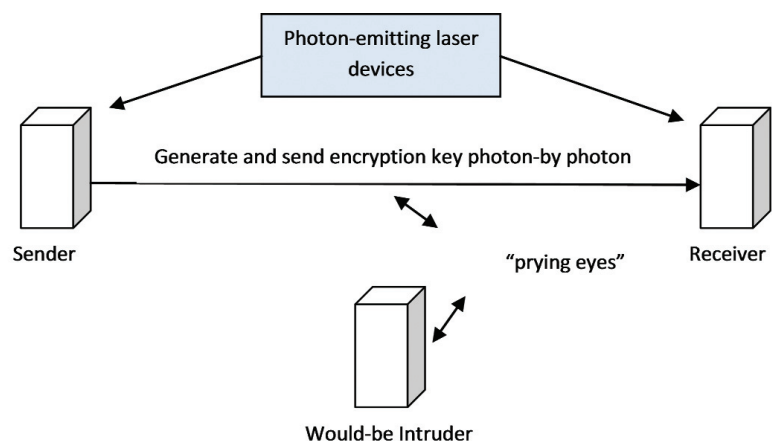 Photon-emitting laser
devices
Generate and send encryption key photon-by photon
Sender
Receiver
“prying eyes”
Would-be Intruder